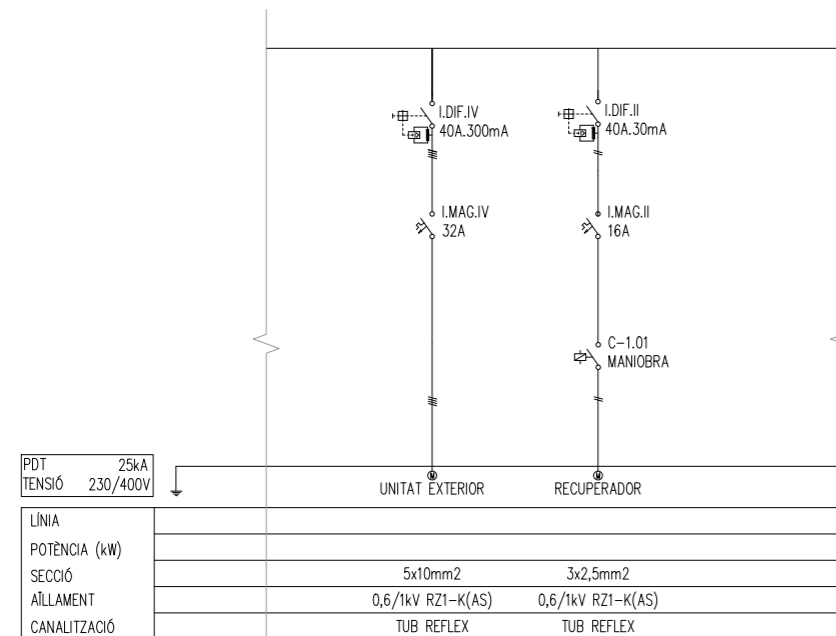 I.DIF.IV
40A.300mA
I.DIF.II
40A.30mA
I.MAG.IV
32A
I.MAG.II
16A
C-1.01
MANIOBRA
PDT 25kA
TENSIÓ 230/400V
UNITAT EXTERIOR RECUPERADOR
LÍNIA
POTÈNCIA (kW)
SECCIÓ 5x10mm2 3x2,5mm2
AÏLLAMENT 0,6/1kV RZ1-K(AS) 0,6/1kV RZ1-K(AS)
CANALITZACIÓ TUB REFLEX TUB REFLEX